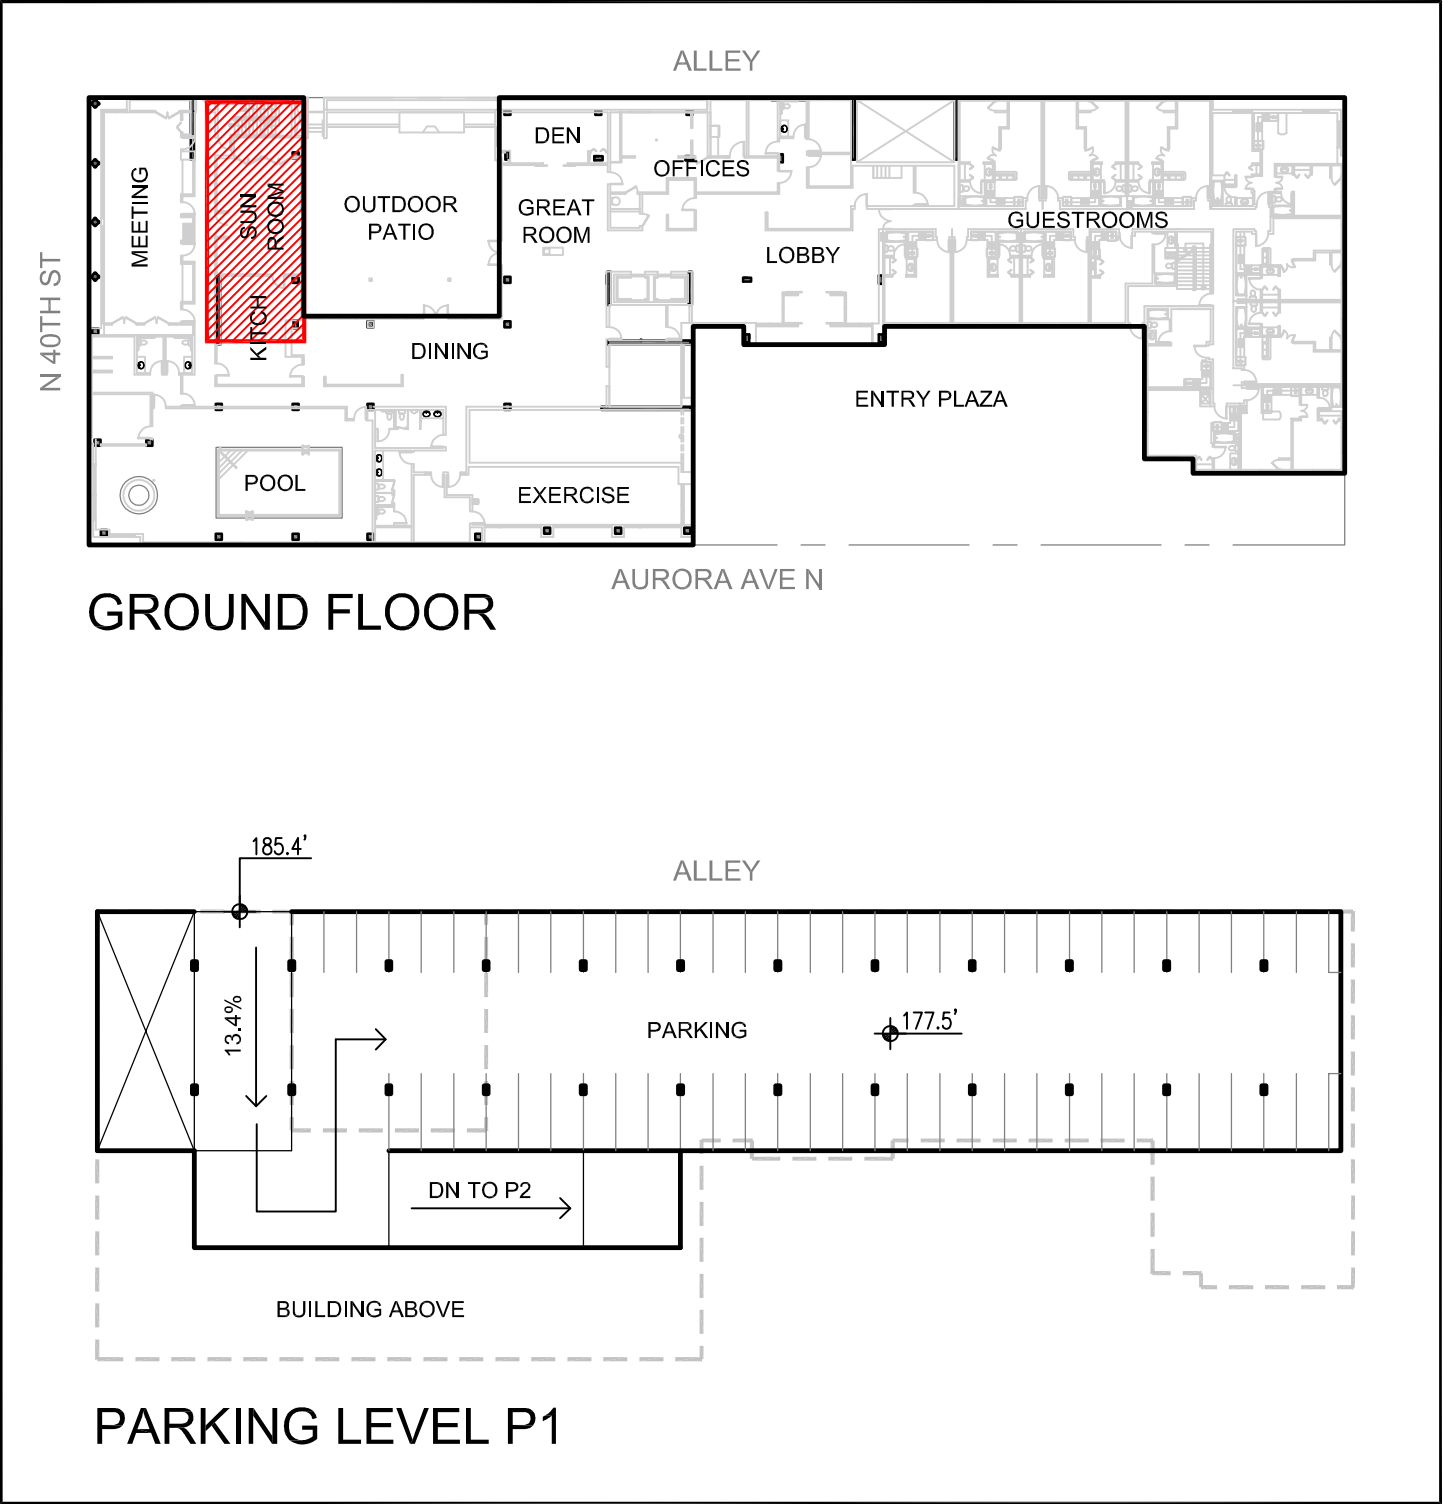 ALLEY
DEN
OFFICES
MEETING
SUN
ROOM
OUTDOOR
PATIO
GREAT
ROOM
GUESTROOMS
LOBBY
N 40TH ST
KITCH
DINING
ENTRY PLAZA
POOL
EXERCISE
AURORA AVE N
GROUND FLOOR
185.4'
ALLEY
13.4%
PARKING
177.5'
DN TO P2
BUILDING ABOVE
PARKING LEVEL P1